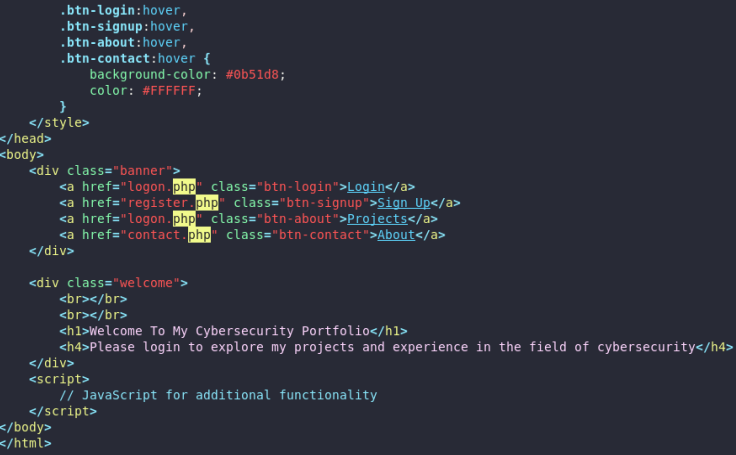 .btn-login:hover,
.btn-signup:hover,
.btn-about:hover,
.btn-contact:hover {
background-color: #0b51d8;
color: #FFFFFF;
}
</style>
</head>
<body>
<div class="banner">
<a href="logon.php" class="btn-login">Login</a>
<a href="register.php" class="btn-signup">Sign Up</a>
<a href="logon.php" class="btn-about">Projects</a>
<a href="contact.php" class="btn-contact">About</a>
</div>
<div class="welcome">
<br></br>
<br></br>
<h1>Welcome To My Cybersecurity Portfolio</h1>
<h4>Please login to explore my projects and experience in the field of cybersecurity</h4>
</div>
<script>
// JavaScript for additional functionality
</script>
</body>
</html>